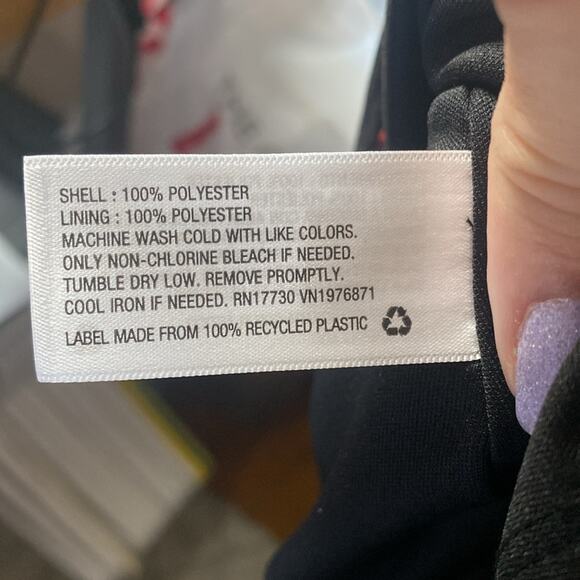 SHELL : 100% POLYESTER
LINING : 100% POLYESTER
MACHINE WASH COLD WITH LIKE COLORS.
ONLY NON-CHLORINE BLEACH IF NEEDED.
TUMBLE DRY LOW. REMOVE PROMPTLY.
COOL IRON IF NEEDED. RN17730 VN1976871
LABEL MADE FROM 100% RECYCLED PLASTIC